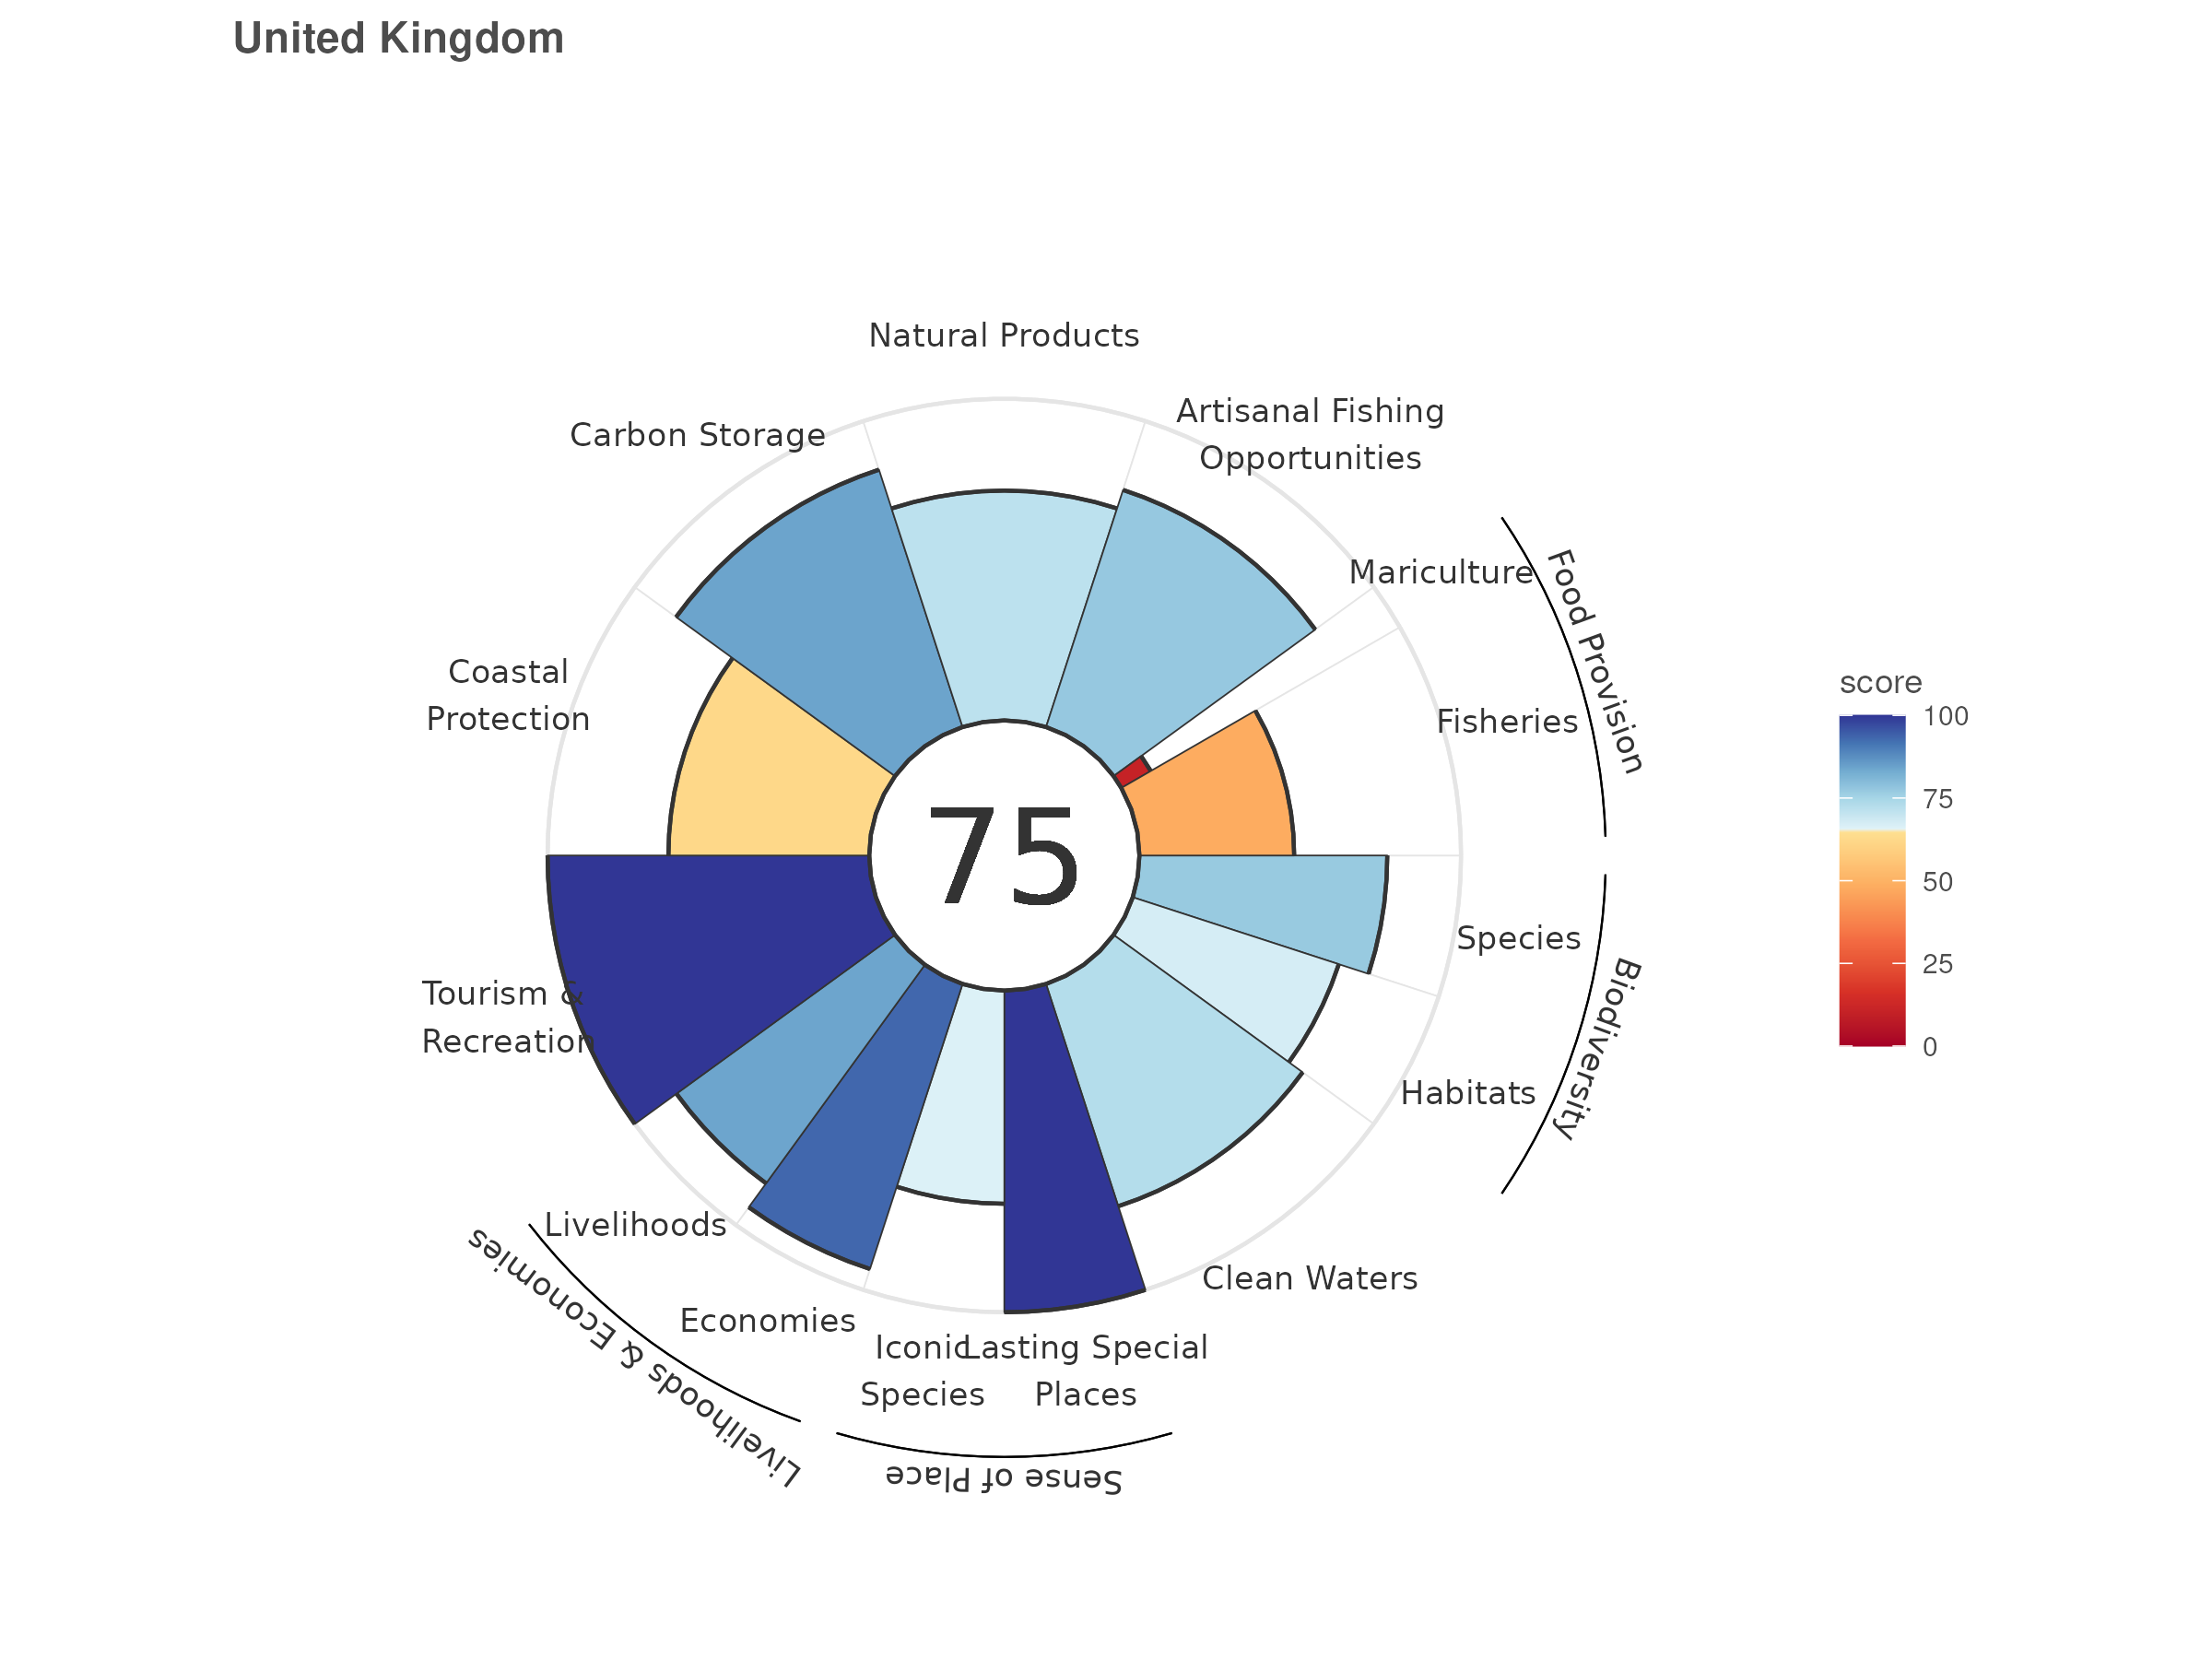 United Kingdom
Natural Products
Artisanal Fishing
Opportunities
Carbon Storage
Mariculture
Food Provision
Fisheries
Coastal
Protection
score
100
75
50
25
0
75
Species
Biodiversity
Habitats
Tourism &
Recreation
Livelihoods
Livelihoods & Economies
Economies
Clean Waters
Iconic
Species
Lasting Special
Places
Sense of Place